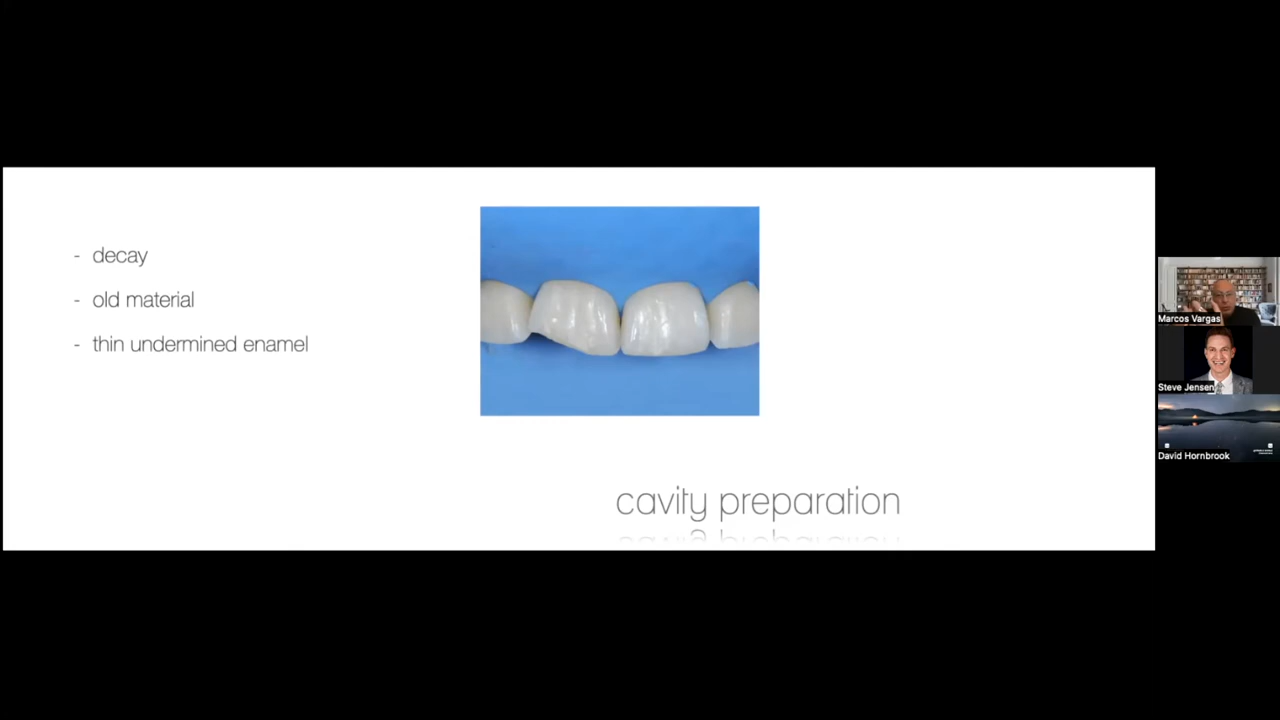 - decay
- old material
- thin undermined enamel
cavity preparation
Marcos Vargas
Steve Jensen
David Hornbrook